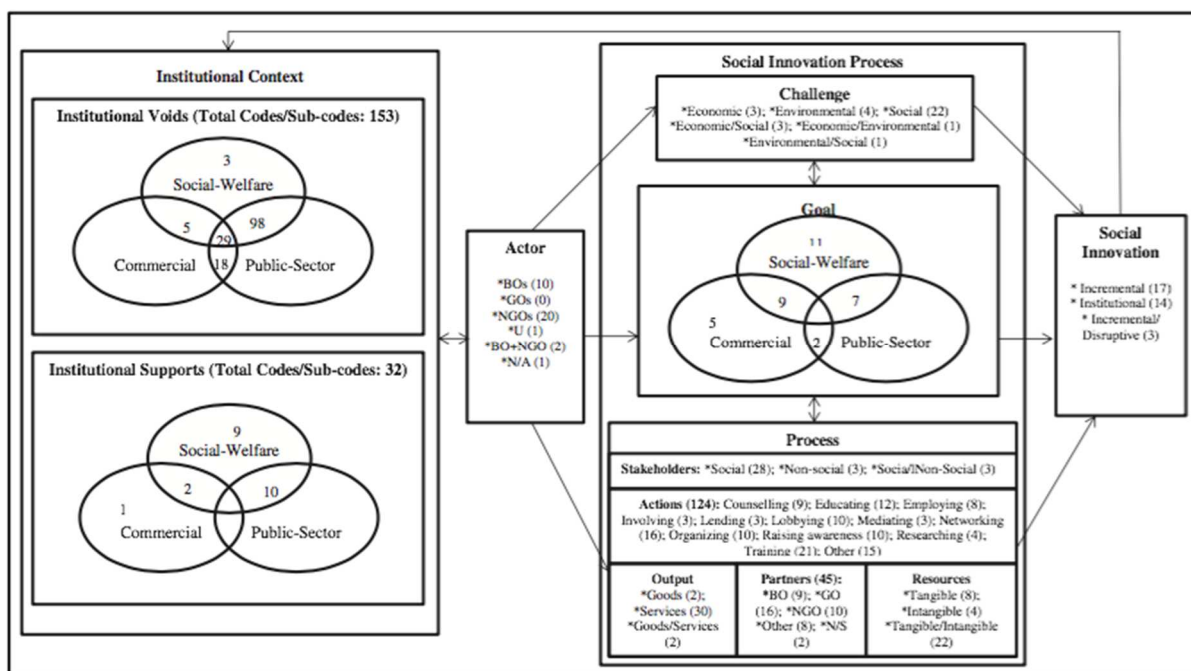 Institutional Context
Institutional Voids (Total Codes/Sub-codes: 153)
3
Social-Welfare
5
98
29
Commercial
18
Public-Sector
Institutional Supports (Total Codes/Sub-codes: 32)
9
Social-Welfare
2
10
1
Commercial
Public-Sector
Actor
*BOs (10)
*GOs (0)
*NGOs (20)
*U (1)
*BO+NGO (2)
*N/A (1)
Social Innovation Process
Challenge
*Economic (3); *Environmental (4); *Social (22)
*Economic/Social (3); *Economic/Environmental (1)
*Environmental/Social (1)
Goal
11
Social-Welfare
9
7
5
Commercial
2
Public-Sector
Process
Stakeholders: *Social (28); *Non-social (3); *Social/Non-Social (3)
Actions (124): Counselling (9); Educating (12); Employing (8);
Involving (3); Lending (3); Lobbying (10); Mediating (3); Networking
(16); Organizing (10); Raising awareness (10); Researching (4);
Training (21); Other (15)
Output
*Goods (2);
*Services (30)
*Goods/Services
(2)
Partners (45):
*BO (9); *GO
(16); *NGO (10)
*Other (8); *N/S
(2)
Resources
*Tangible (8);
*Intangible (4)
*Tangible/Intangible
(22)
Social
Innovation
* Incremental (17)
* Institutional (14)
* Incremental/
Disruptive (3)